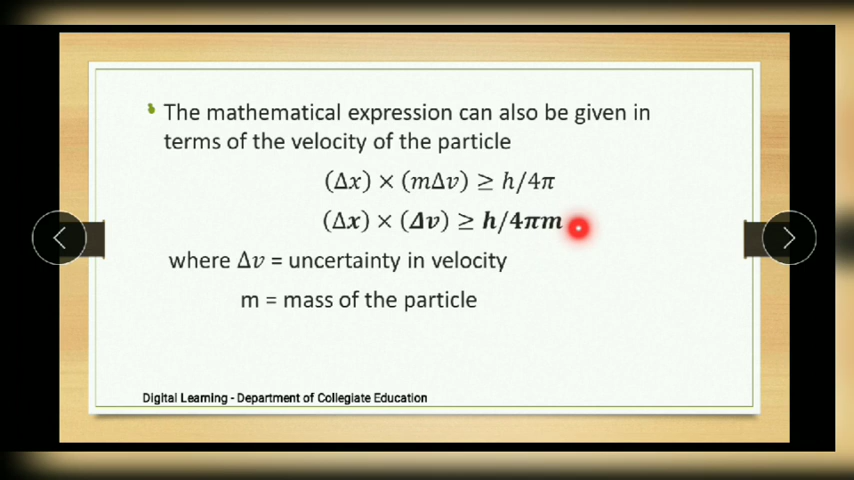 The mathematical expression can also be given in
terms of the velocity of the particle
(Δx) × (mΔv) ≥ h/4π
(Δx) × (Δv) ≥ h/4πm
where Δv = uncertainty in velocity
m = mass of the particle
Digital Learning - Department of Collegiate Education